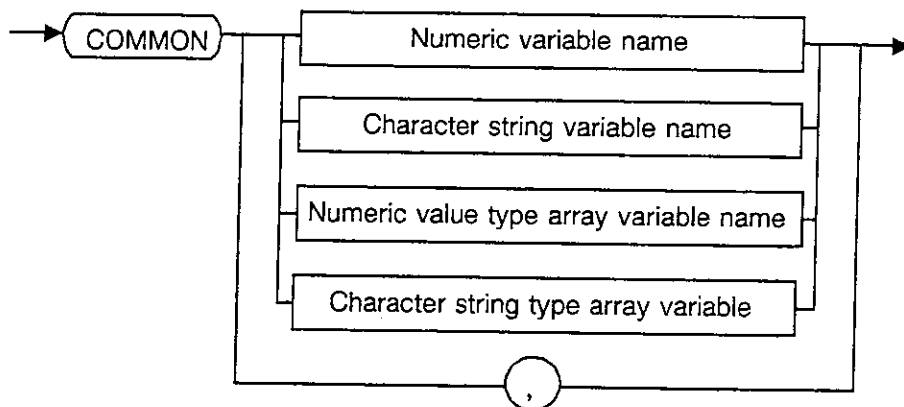 COMMON
Numeric variable name
Character string variable name
Numeric value type array variable name
Character string type array variable
,